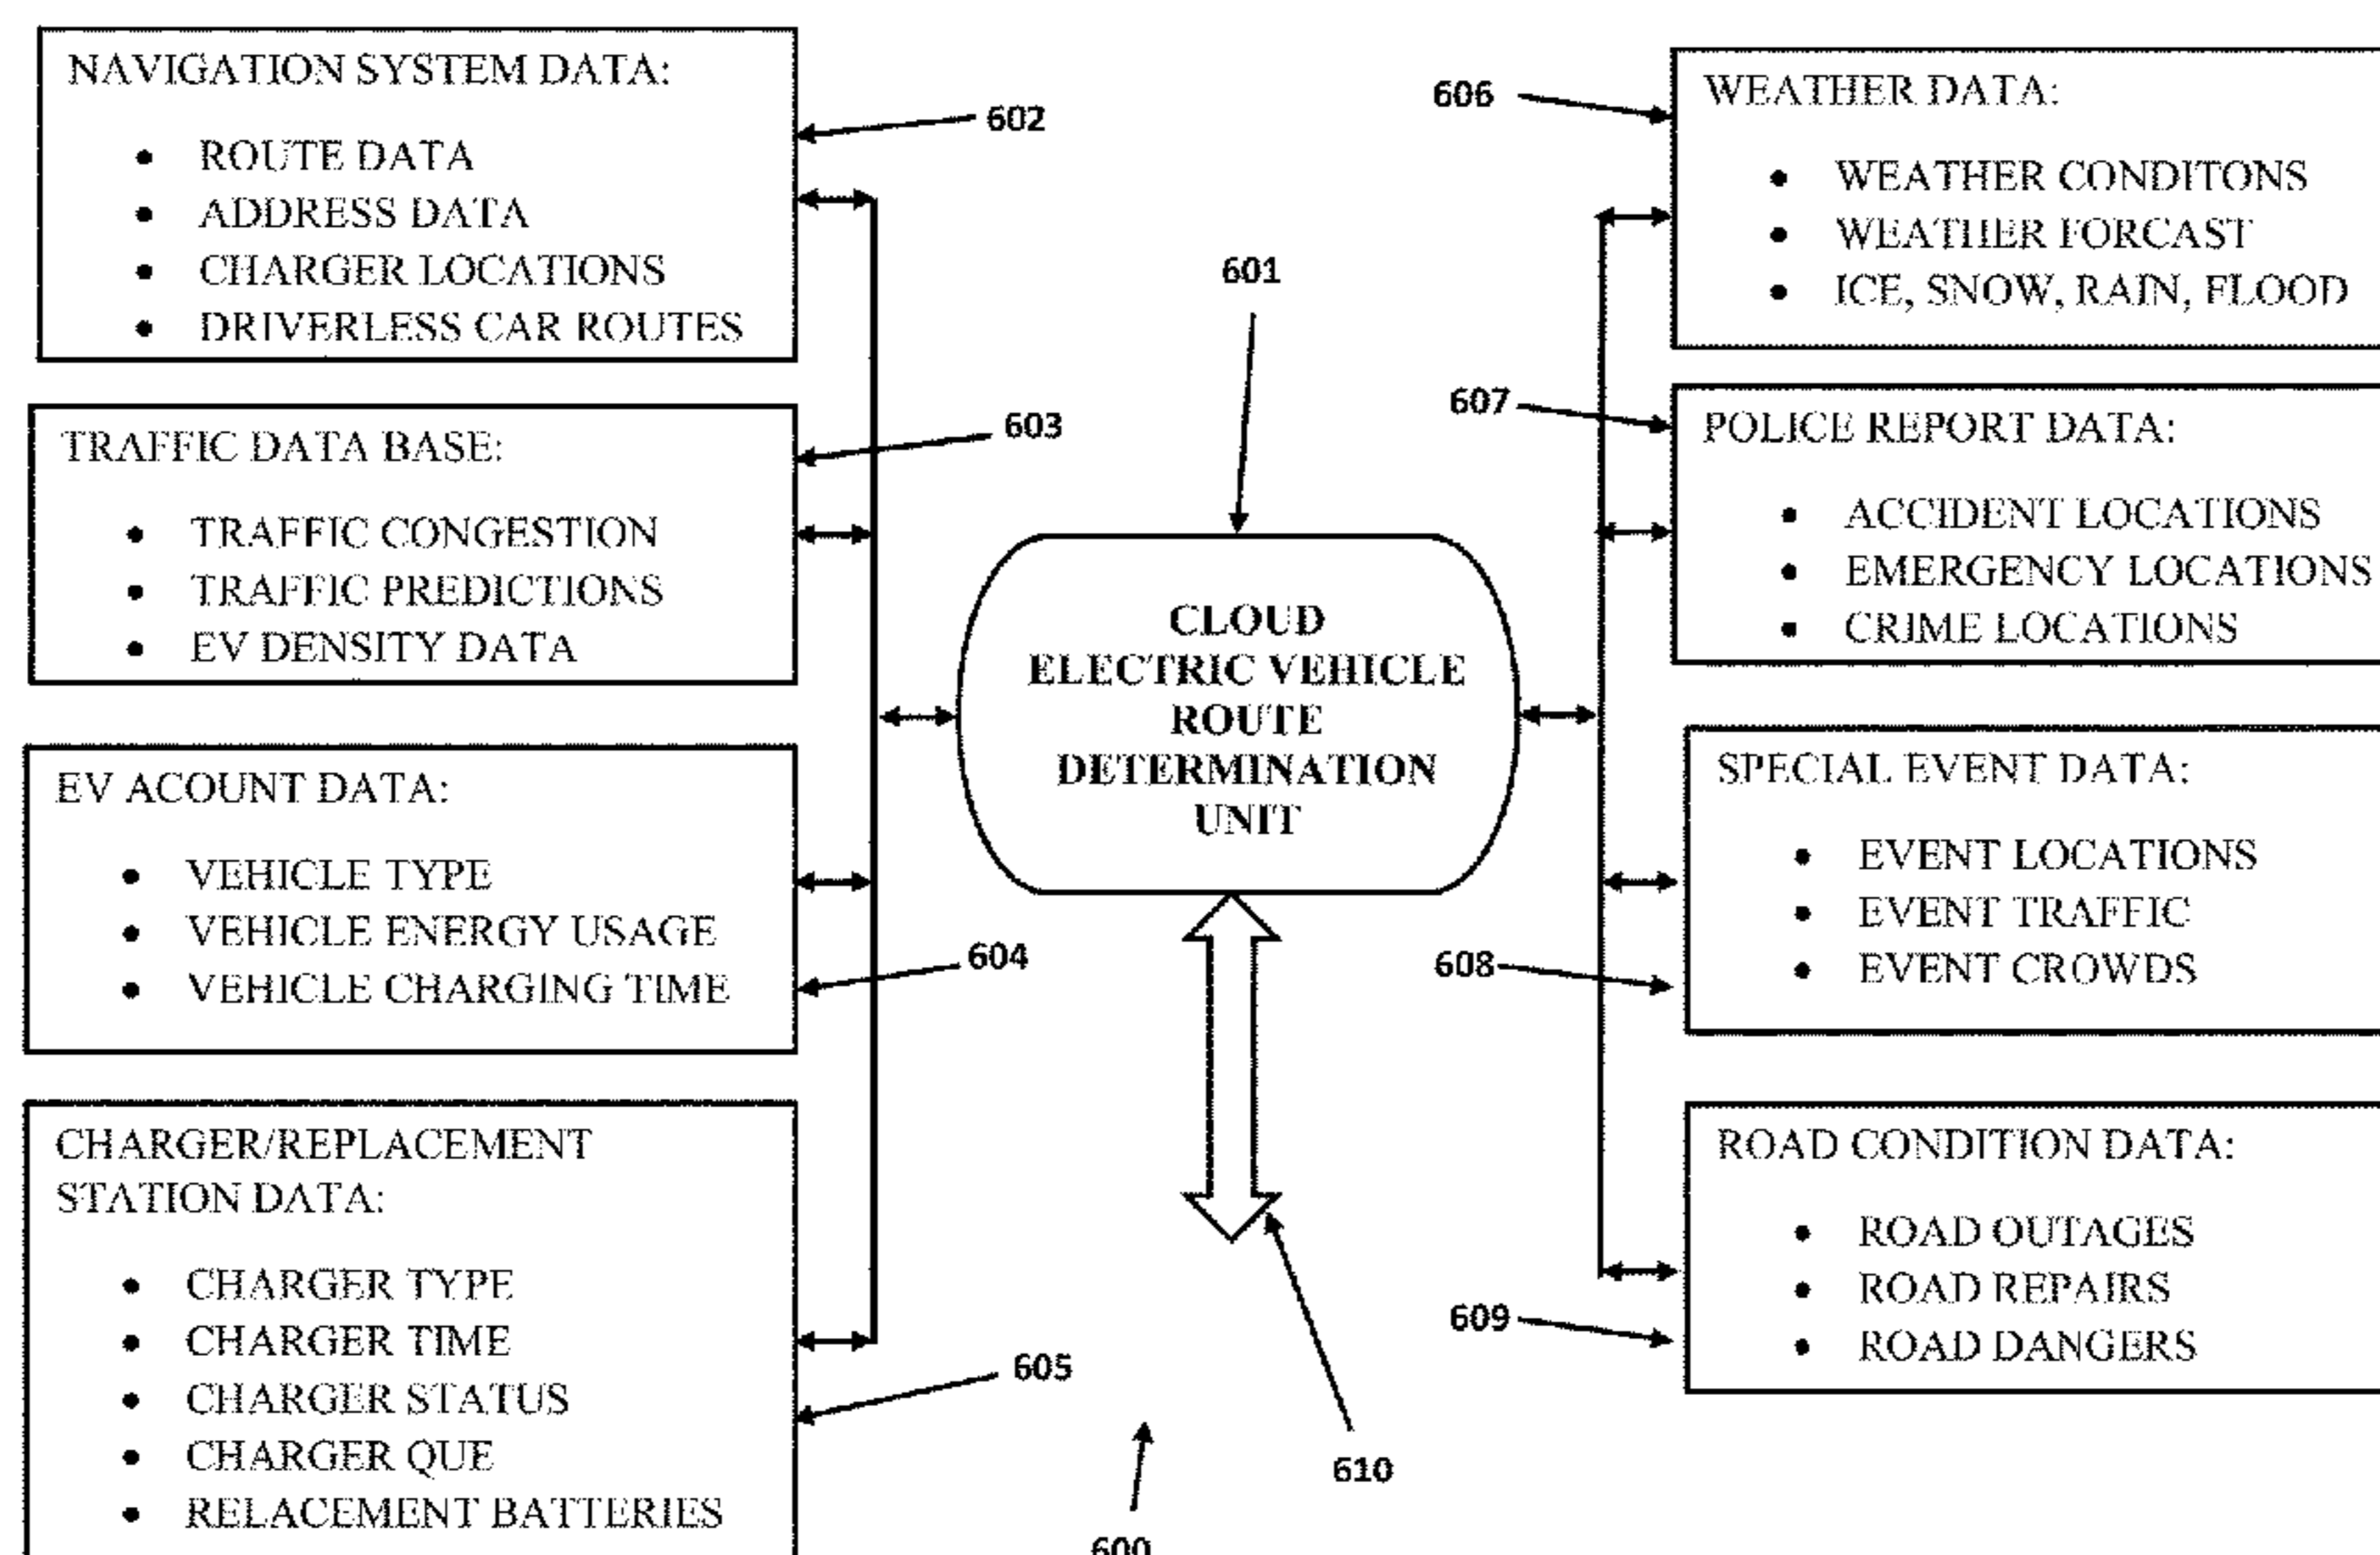 NAVIGATION SYSTEM DATA:
• ROUTE DATA
• ADDRESS DATA
• CHARGER LOCATIONS
• DRIVERLESS CAR ROUTES
602
TRAFFIC DATA BASE:
• TRAFFIC CONGESTION
• TRAFFIC PREDICTIONS
• EV DENSITY DATA
603
EV ACOUNT DATA:
• VEHICLE TYPE
• VEHICLE ENERGY USAGE
• VEHICLE CHARGING TIME
604
CHARGER/REPLACEMENT
STATION DATA:
• CHARGER TYPE
• CHARGER TIME
• CHARGER STATUS
• CHARGER QUE
• RELACEMENT BATTERIES
605
601
CLOUD
ELECTRIC VEHICLE
ROUTE
DETERMINATION
UNIT
610
600
606
WEATHER DATA:
• WEATHER CONDITONS
• WEATHER FORCAST
• ICE, SNOW, RAIN, FLOOD
607
POLICE REPORT DATA:
• ACCIDENT LOCATIONS
• EMERGENCY LOCATIONS
• CRIME LOCATIONS
608
SPECIAL EVENT DATA:
• EVENT LOCATIONS
• EVENT TRAFFIC
• EVENT CROWDS
609
ROAD CONDITION DATA:
• ROAD OUTAGES
• ROAD REPAIRS
• ROAD DANGERS